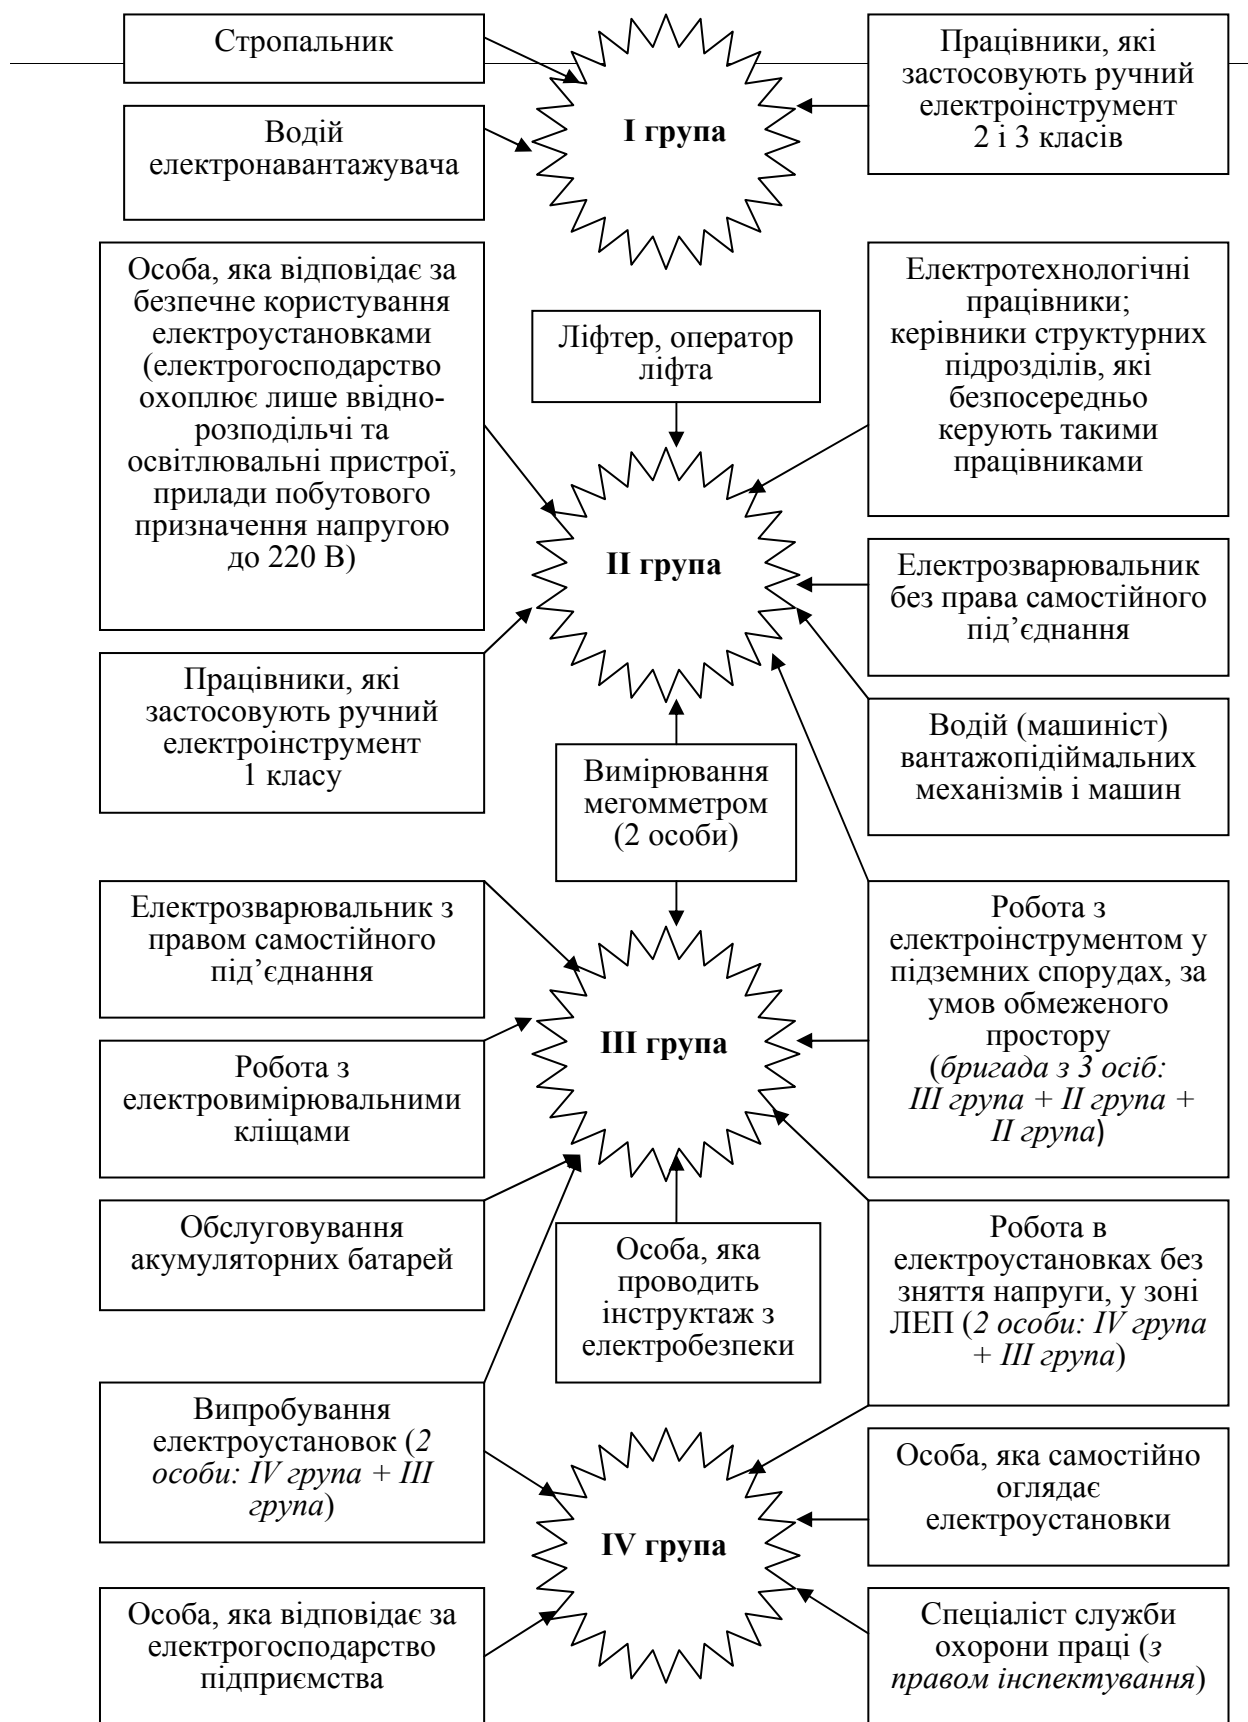 Стропальник
Працівники, які
застосовують ручний
електроінструмент
2 і 3 класів
І група
Водій
електронавантажувача
Особа, яка відповідає за
безпечне користування
електроустановками
(електрогосподарство
охоплює лише ввідно-
розподільчі та
освітлювальні пристрої,
прилади побутового
призначення напругою
до 220 В)
Ліфтер, оператор
ліфта
Електротехнологічні
працівники;
керівники структурних
підрозділів, які
безпосередньо
керують такими
працівниками
ІІ група
Електрозварювальник
без права самостійного
під’єднання
Працівники, які
застосовують ручний
електроінструмент
1 класу
Водій (машиніст)
вантажопідіймальних
механізмів і машин
Вимірювання
мегомметром
(2 особи)
Електрозварювальник з
правом самостійного
під’єднання
Робота з
електроінструментом у
підземних спорудах, за
умов обмеженого
простору
(бригада з 3 осіб:
ІІІ група + ІІ група +
ІІ група)
ІІІ група
Робота з
електровимірювальними
кліщами
Обслуговування
акумуляторних батарей
Особа, яка
проводить
інструктаж з
електробезпеки
Робота в
електроустановках без
зняття напруги, у зоні
ЛЕП (2 особи: IV група
+ ІІІ група)
Випробування
електроустановок (2
особи: IV група + ІІІ
група)
Особа, яка самостійно
оглядає
електроустановки
IV група
Особа, яка відповідає за
електрогосподарство
підприємства
Спеціаліст служби
охорони праці (з
правом інспектування)